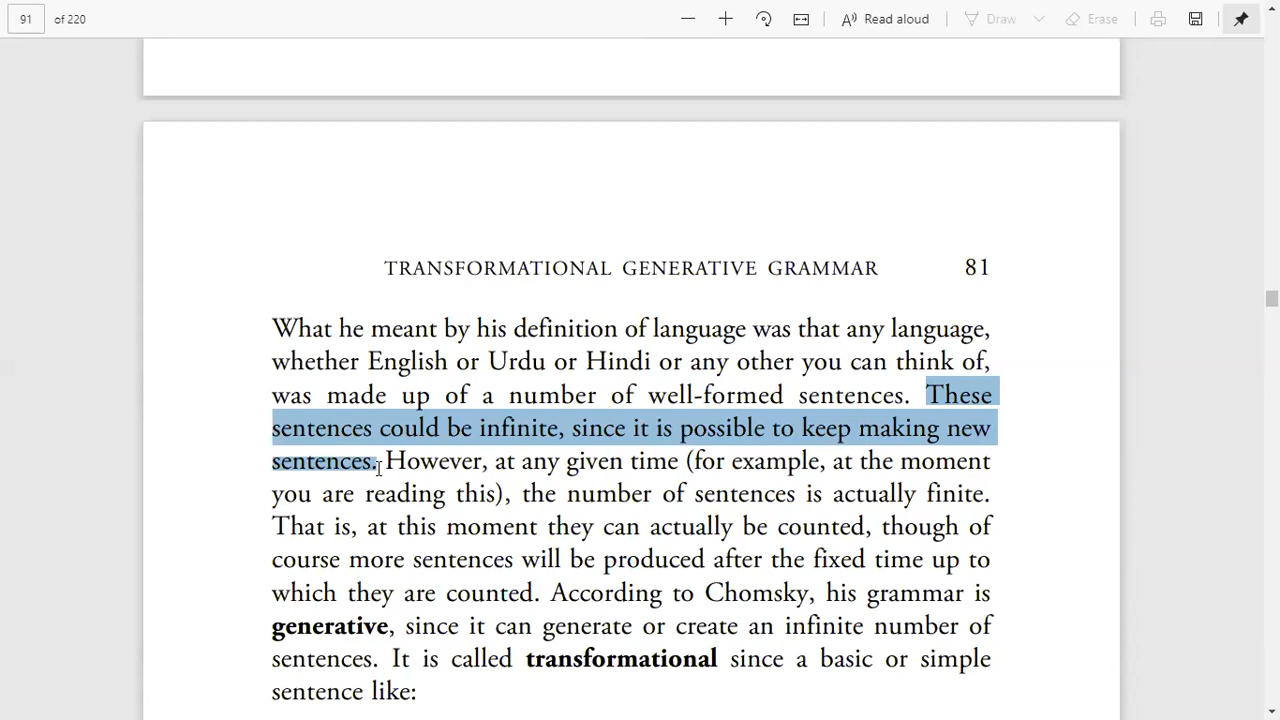 91 of 220 Read aloud Draw Erase
TRANSFORMATIONAL GENERATIVE GRAMMAR 81
What he meant by his definition of language was that any language,
whether English or Urdu or Hindi or any other you can think of,
was made up of a number of well-formed sentences. These
sentences could be infinite, since it is possible to keep making new
sentences. However, at any given time (for example, at the moment
you are reading this), the number of sentences is actually finite.
That is, at this moment they can actually be counted, though of
course more sentences will be produced after the fixed time up to
which they are counted. According to Chomsky, his grammar is
generative, since it can generate or create an infinite number of
sentences. It is called transformational since a basic or simple
sentence like: